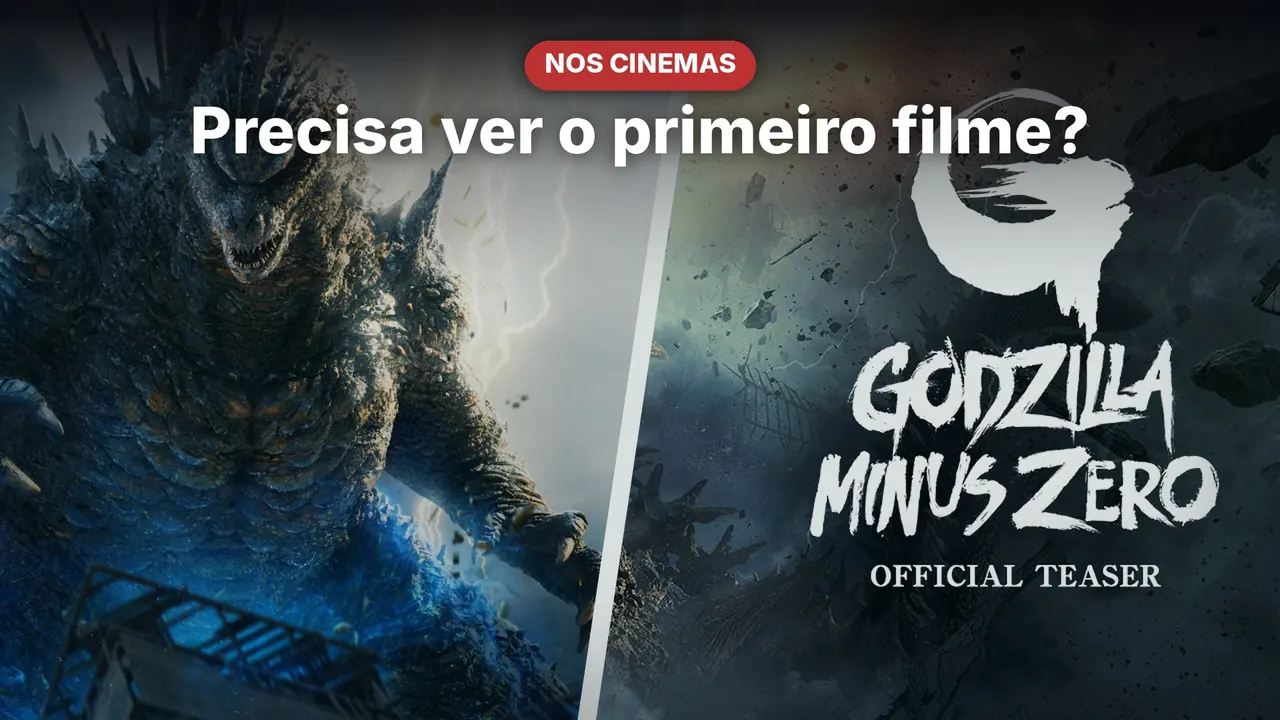 NOS CINEMAS
Precisa ver o primeiro filme?
GODZILLA
MINUS ZERO
OFFICIAL TEASER